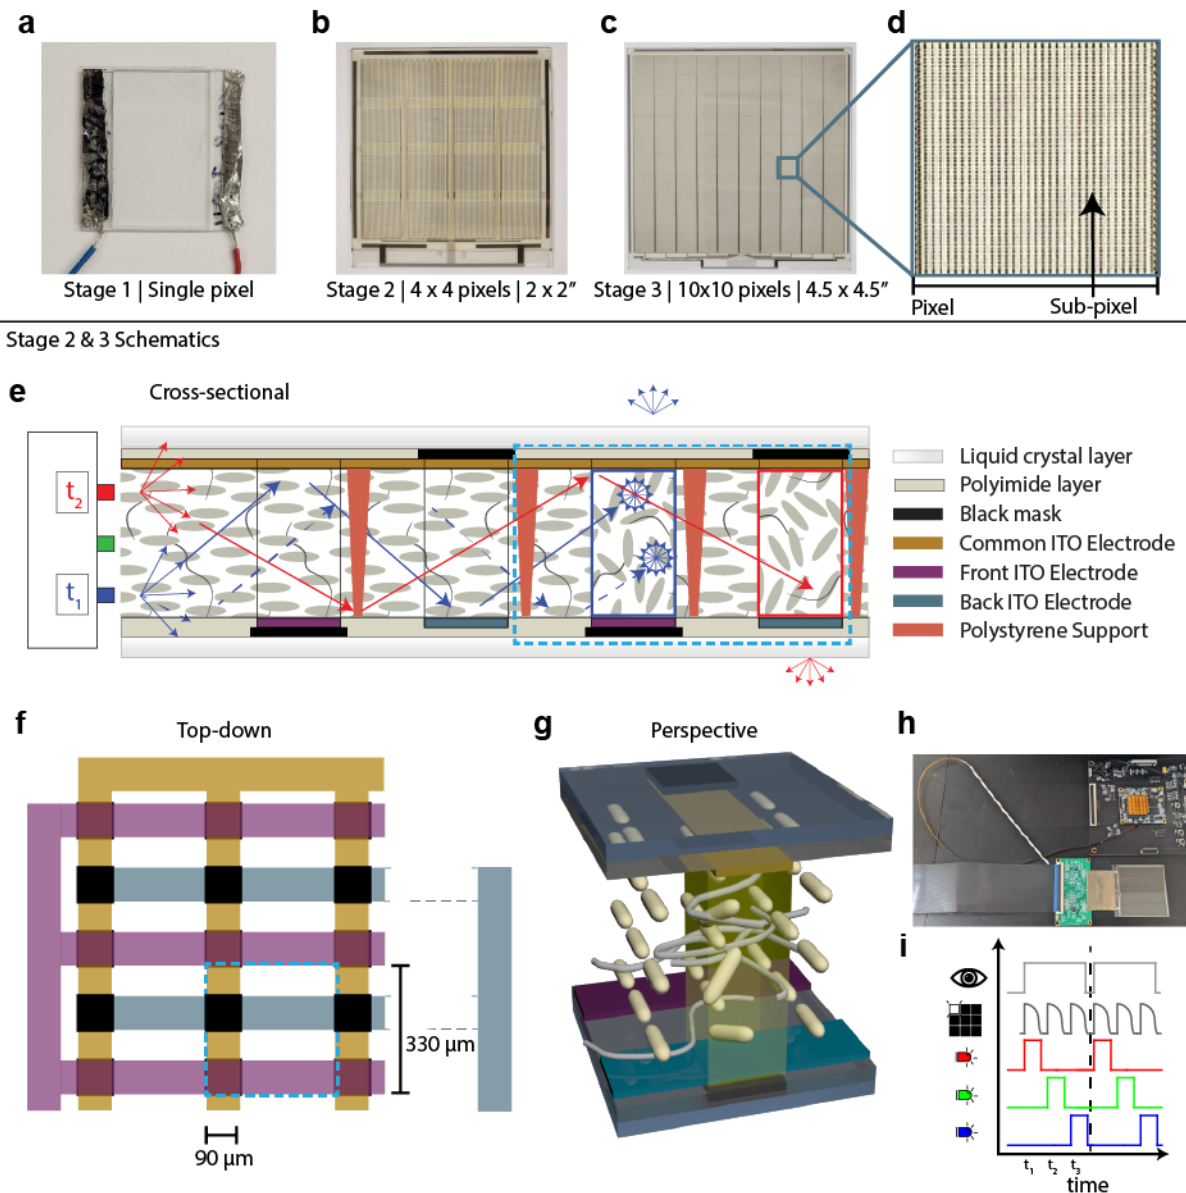 a
b
c
d
Stage 1 | Single pixel
Stage 2 | 4 x 4 pixels | 2 x 2”
Stage 3 | 10x10 pixels | 4.5 x 4.5”
Pixel
Sub-pixel
Stage 2 & 3 Schematics
e
Cross-sectional
t2
t1
Liquid crystal layer
Polyimide layer
Black mask
Common ITO Electrode
Front ITO Electrode
Back ITO Electrode
Polystyrene Support
f
Top-down
330 µm
90 µm
g
Perspective
h
i
t1 t2 t3
time